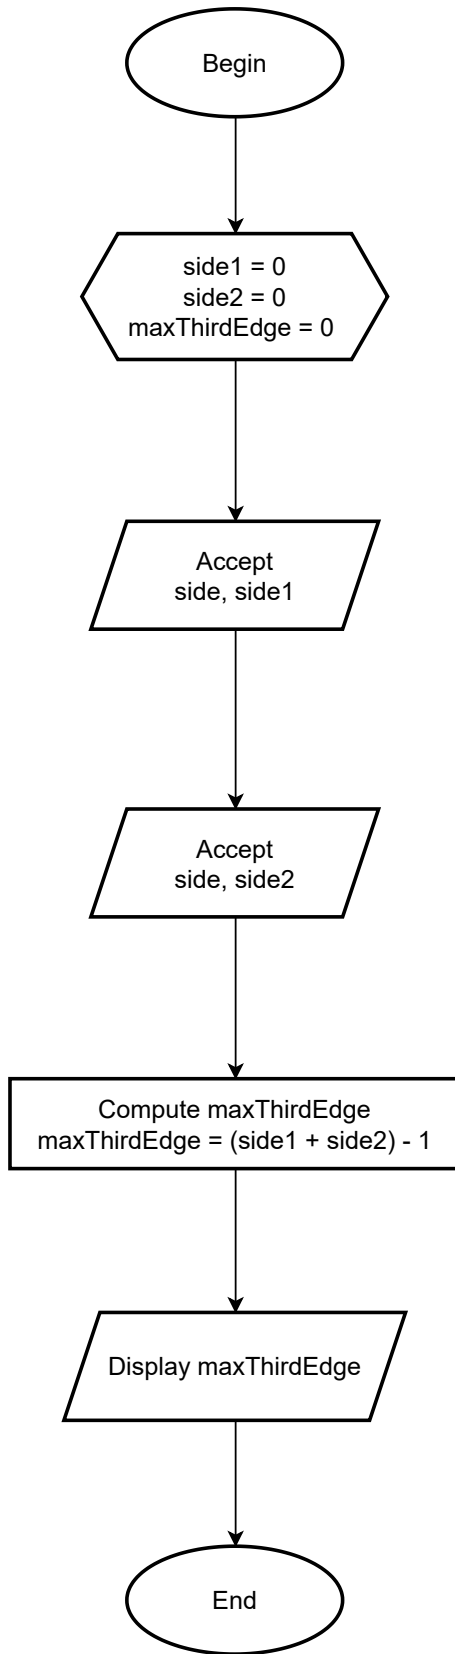 Begin
side1 = 0
side2 = 0
maxThirdEdge = 0
Accept
side, side1
Accept
side, side2
Compute maxThirdEdge
maxThirdEdge = (side1 + side2) - 1
Display maxThirdEdge
End